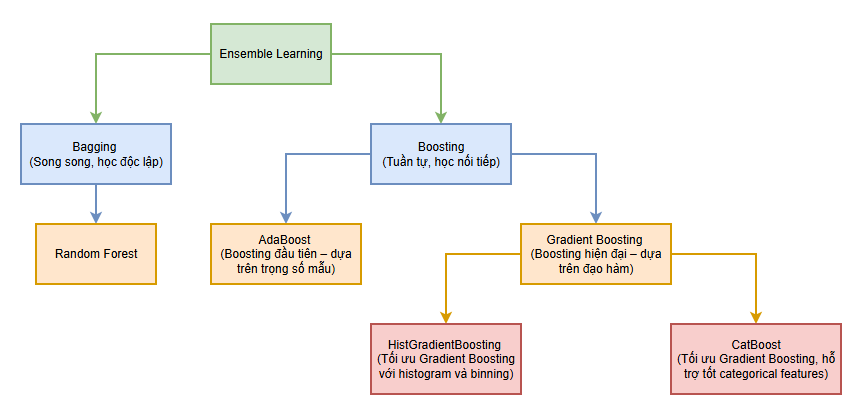 Ensemble Learning
Bagging
(Song song, học độc lập)
Boosting
(Tuần tự, học nối tiếp)
Random Forest
AdaBoost
(Boosting đầu tiên – dựa
trên trọng số mẫu)
Gradient Boosting
(Boosting hiện đại – dựa
trên đạo hàm)
HistGradientBoosting
(Tối ưu Gradient Boosting
với histogram và binning)
CatBoost
(Tối ưu Gradient Boosting, hỗ
trợ tốt categorical features)